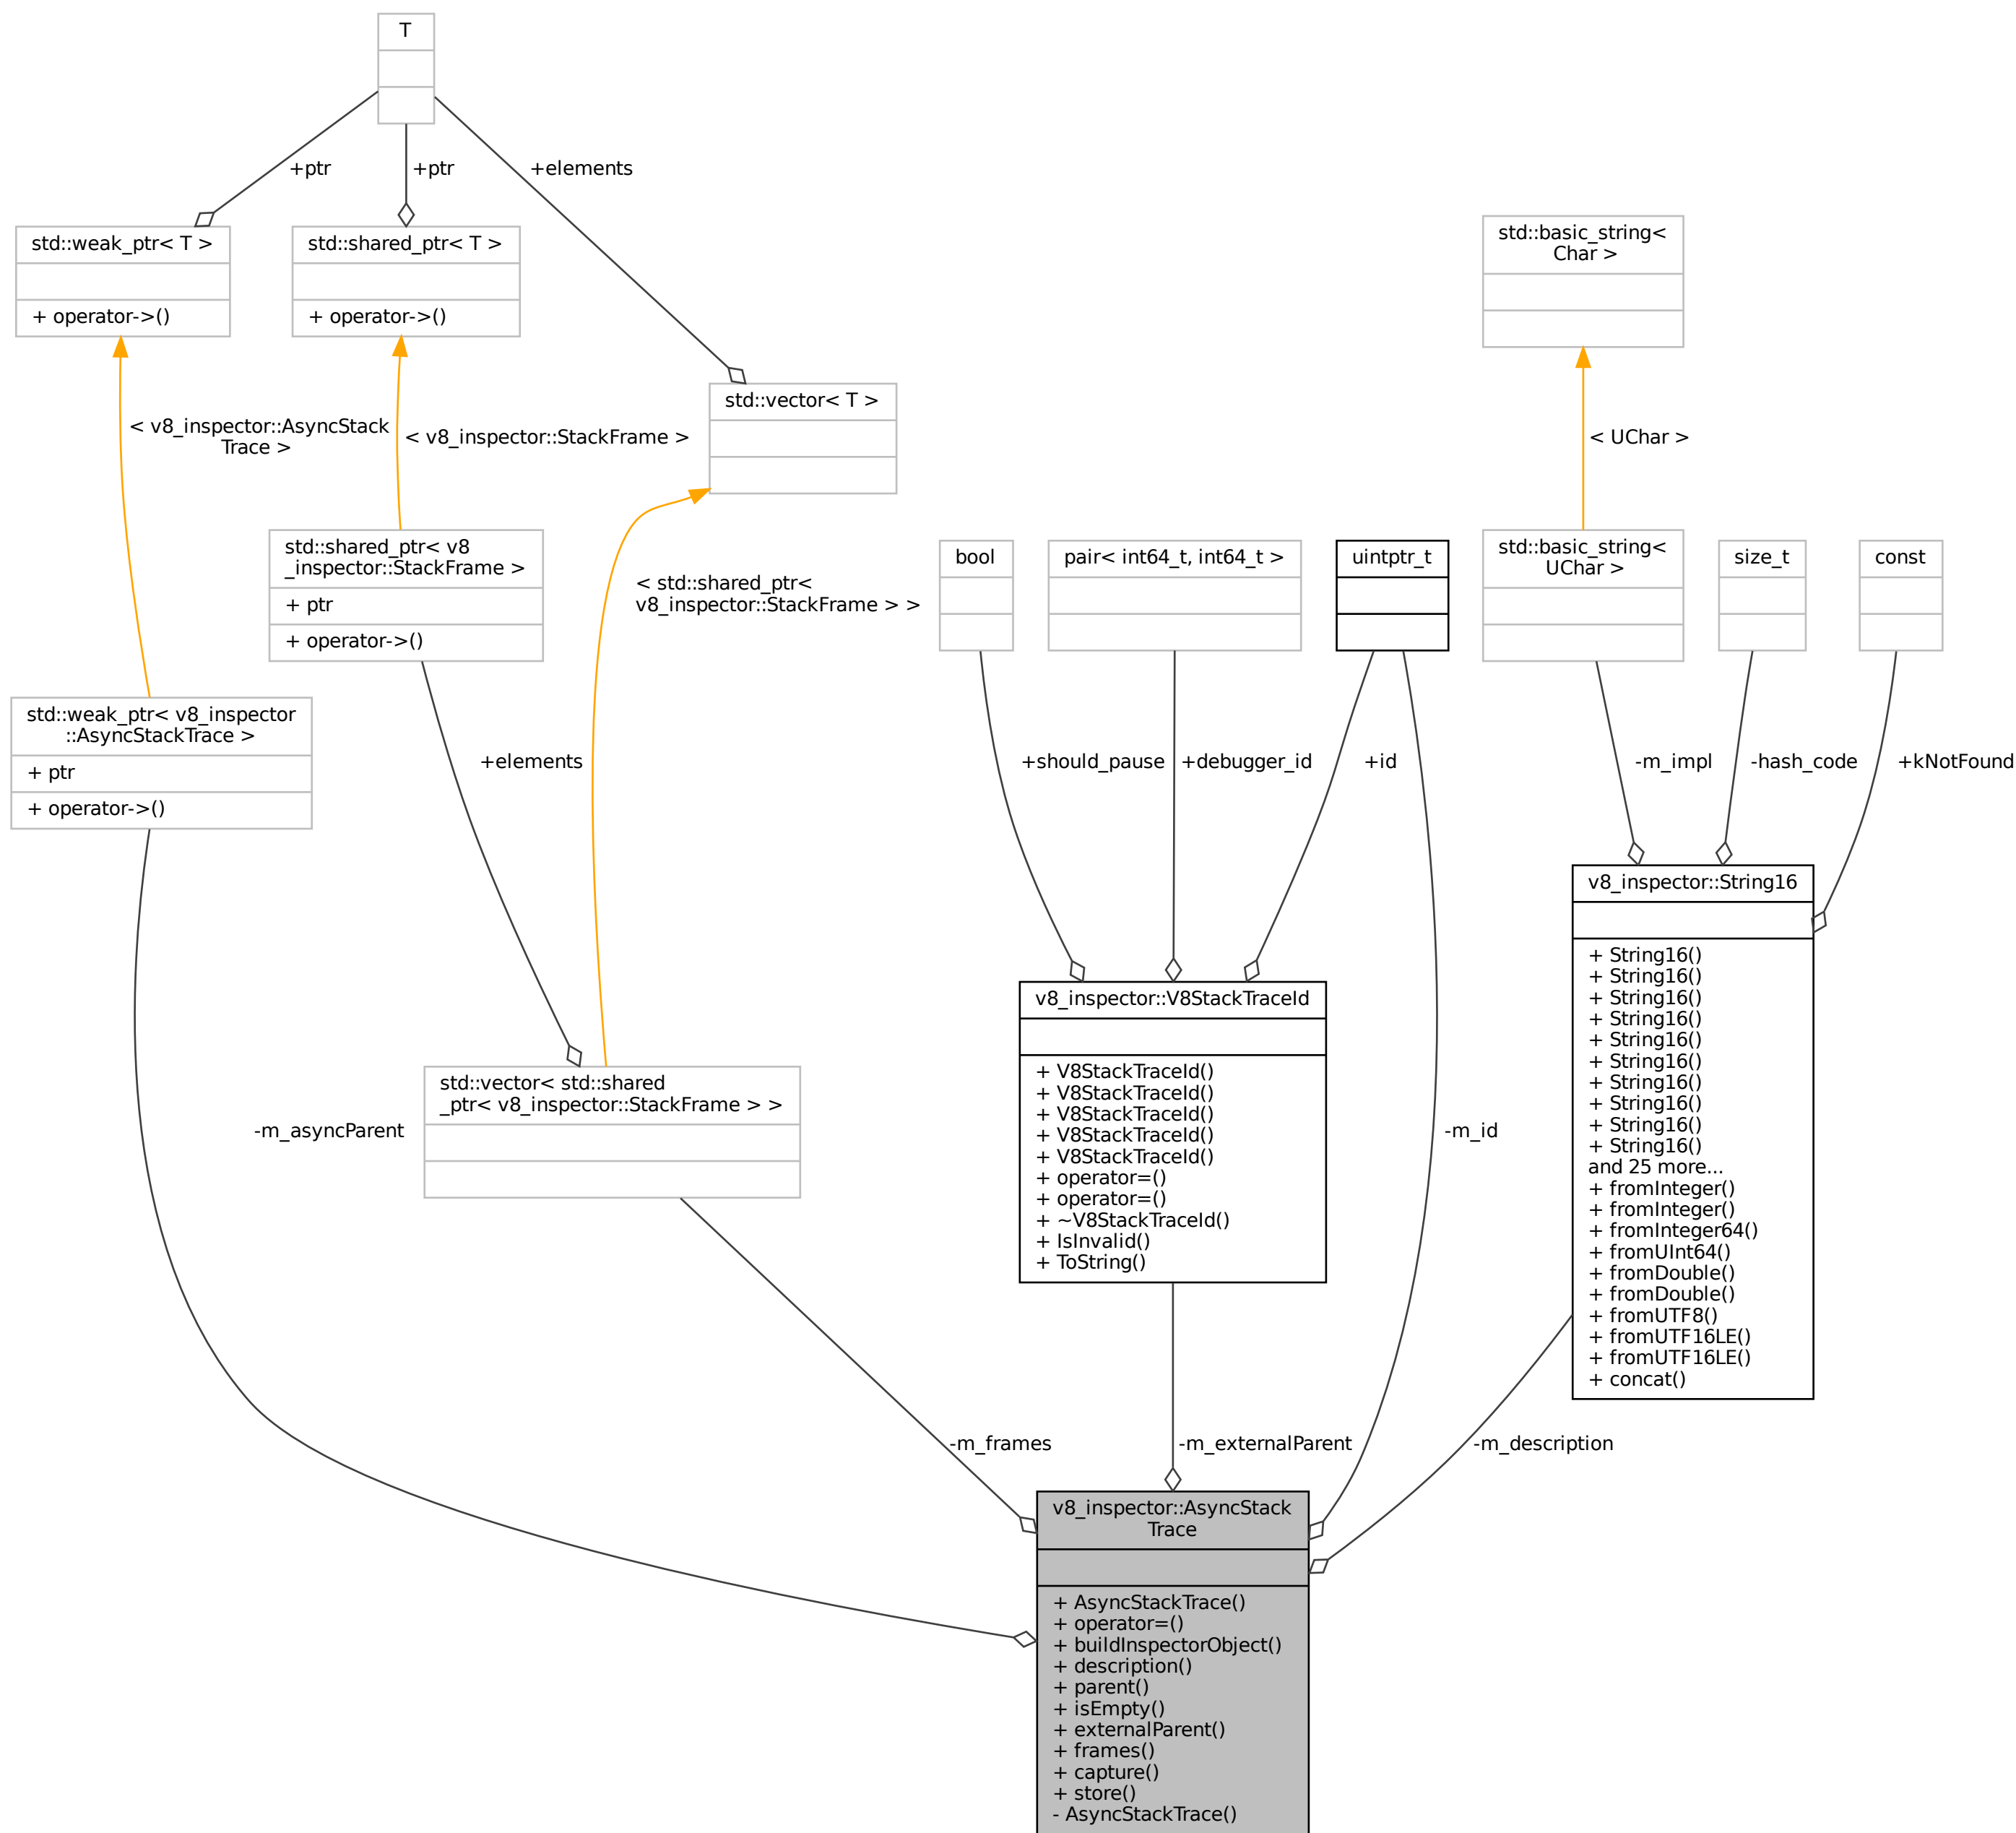 T
+ptr
+ptr
+elements
std::weak_ptr< T >
+ operator->()
std::shared_ptr< T >
+ operator->()
std::basic_string<
Char >
std::vector< T >
< v8_inspector::AsyncStack
Trace >
< v8_inspector::StackFrame >
< UChar >
std::shared_ptr< v8
_inspector::StackFrame >
+ ptr
+ operator->()
< std::shared_ptr<
v8_inspector::StackFrame > >
bool
pair< int64_t, int64_t >
uintptr_t
std::basic_string<
UChar >
size_t
const
std::weak_ptr< v8_inspector
::AsyncStackTrace >
+ ptr
+ operator->()
+elements
+should_pause
+debugger_id
+id
-m_impl
-hash_code
+kNotFound
v8_inspector::String16
+ String16()
+ String16()
+ String16()
+ String16()
+ String16()
+ String16()
+ String16()
+ String16()
+ String16()
+ String16()
and 25 more...
+ fromInteger()
+ fromInteger()
+ fromInteger64()
+ fromUInt64()
+ fromDouble()
+ fromDouble()
+ fromUTF8()
+ fromUTF16LE()
+ fromUTF16LE()
+ concat()
v8_inspector::V8StackTraceId
+ V8StackTraceId()
+ V8StackTraceId()
+ V8StackTraceId()
+ V8StackTraceId()
+ V8StackTraceId()
+ operator=()
+ operator=()
+ ~V8StackTraceId()
+ IsInvalid()
+ ToString()
std::vector< std::shared
_ptr< v8_inspector::StackFrame > >
-m_asyncParent
-m_id
-m_frames
-m_externalParent
-m_description
v8_inspector::AsyncStack
Trace
+ AsyncStackTrace()
+ operator=()
+ buildInspectorObject()
+ description()
+ parent()
+ isEmpty()
+ externalParent()
+ frames()
+ capture()
+ store()
- AsyncStackTrace()